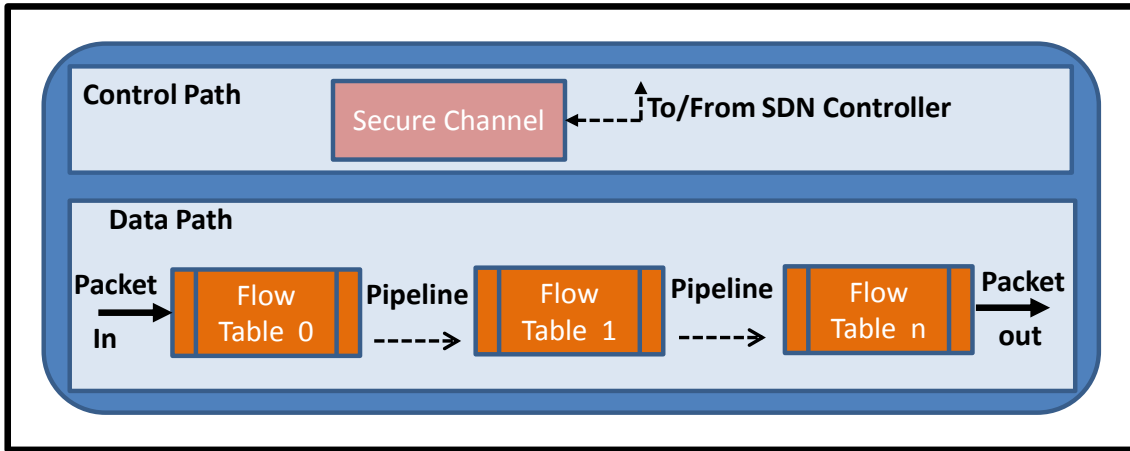 Control Path
Secure Channel
To/From SDN Controller
Data Path
Packet
In
Flow
Table 0
Pipeline
Flow
Table 1
Pipeline
Flow
Table n
Packet
out